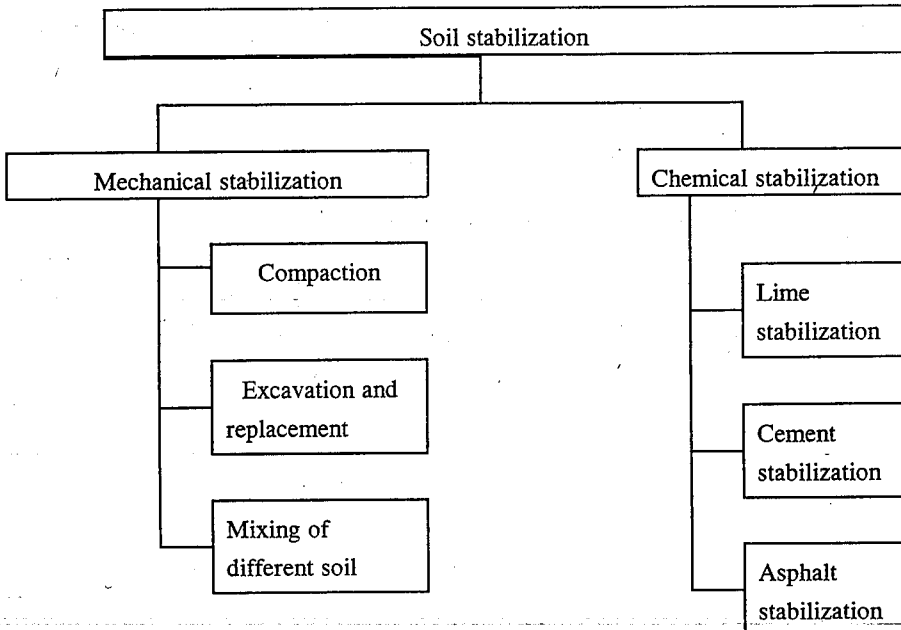 Soil stabilization
Mechanical stabilization
Compaction
Excavation and
replacement
Mixing of
different soil
Chemical stabilization
Lime
stabilization
Cement
stabilization
Asphalt
stabilization